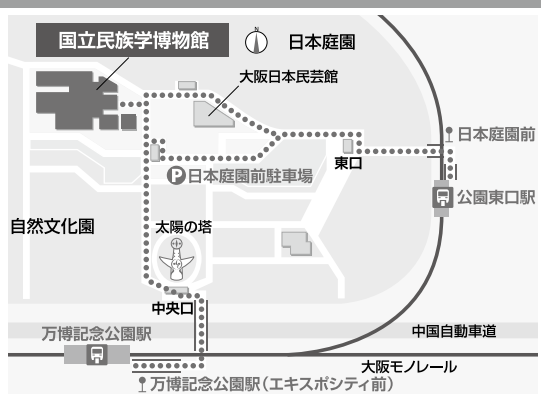 国立民族学博物館
N
日本庭園
大阪日本民芸館
日本庭園前
東口
P日本庭園前駐車場
公園東口駅
自然文化園
太陽の塔
中央口
万博記念公園駅
中国自動車道
大阪モノレール
万博記念公園駅（エキスポシティ前）